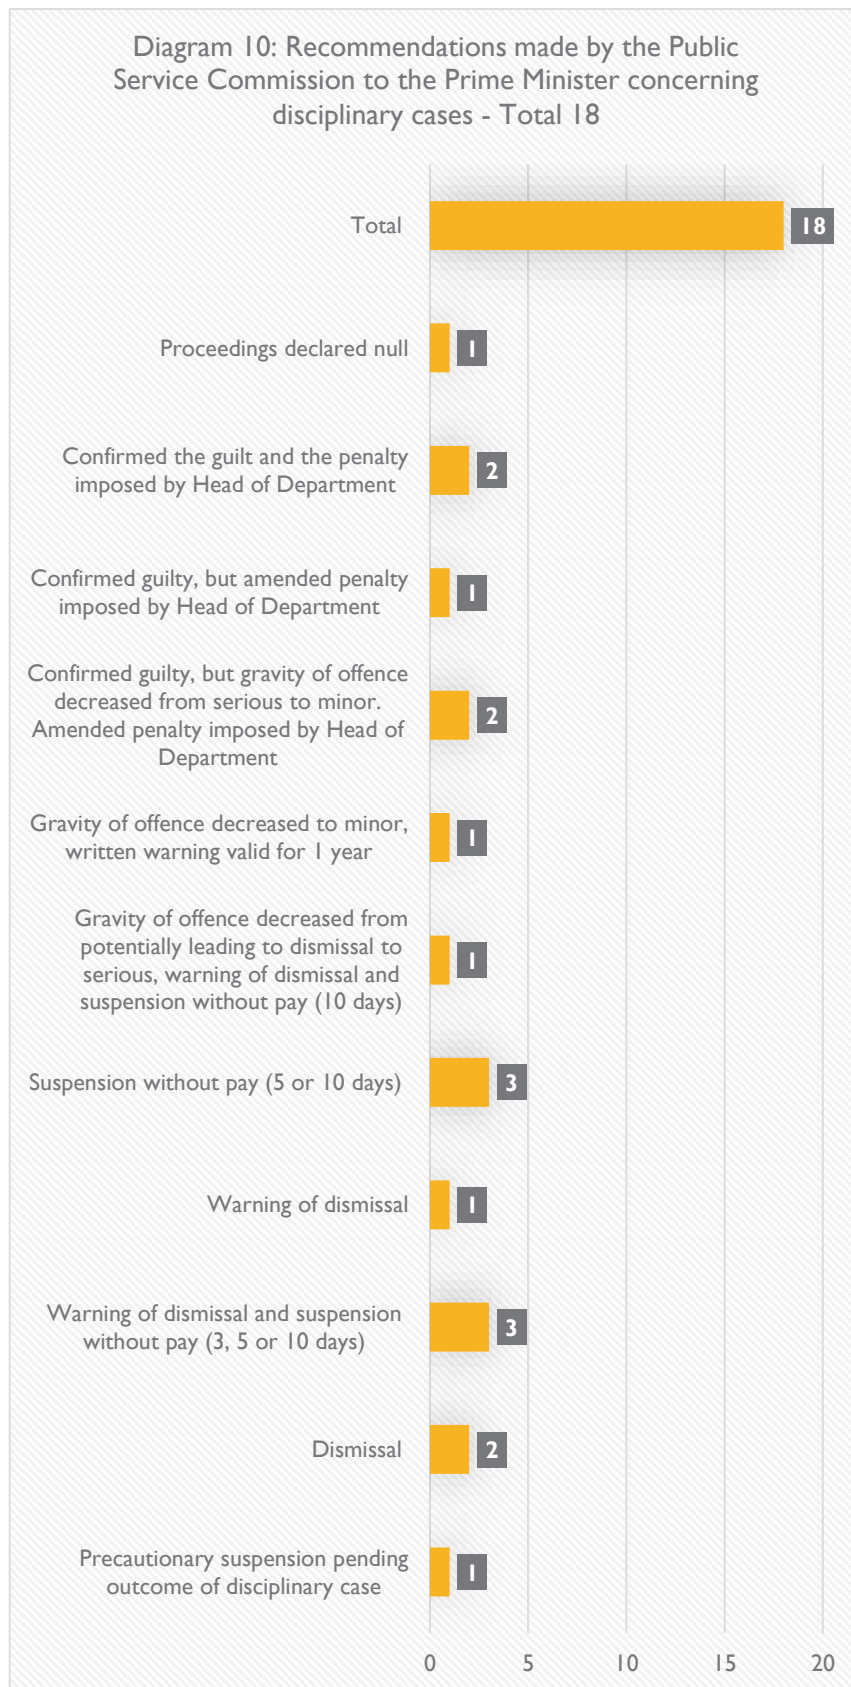 Diagram 10: Recommendations made by the Public
Service Commission to the Prime Minister concerning
disciplinary cases - Total 18
Total
18
Proceedings declared null
1
Confirmed the guilt and the penalty
imposed by Head of Department
2
Confirmed guilty, but amended penalty
imposed by Head of Department
1
Confirmed guilty, but gravity of offence
decreased from serious to minor.
Amended penalty imposed by Head of
Department
2
Gravity of offence decreased to minor,
written warning valid for 1 year
1
Gravity of offence decreased from
potentially leading to dismissal to
serious, warning of dismissal and
suspension without pay (10 days)
1
Suspension without pay (5 or 10 days)
3
Warning of dismissal
1
Warning of dismissal and suspension
without pay (3, 5 or 10 days)
3
Dismissal
2
Precautionary suspension pending
outcome of disciplinary case
1
0 5 10 15 20